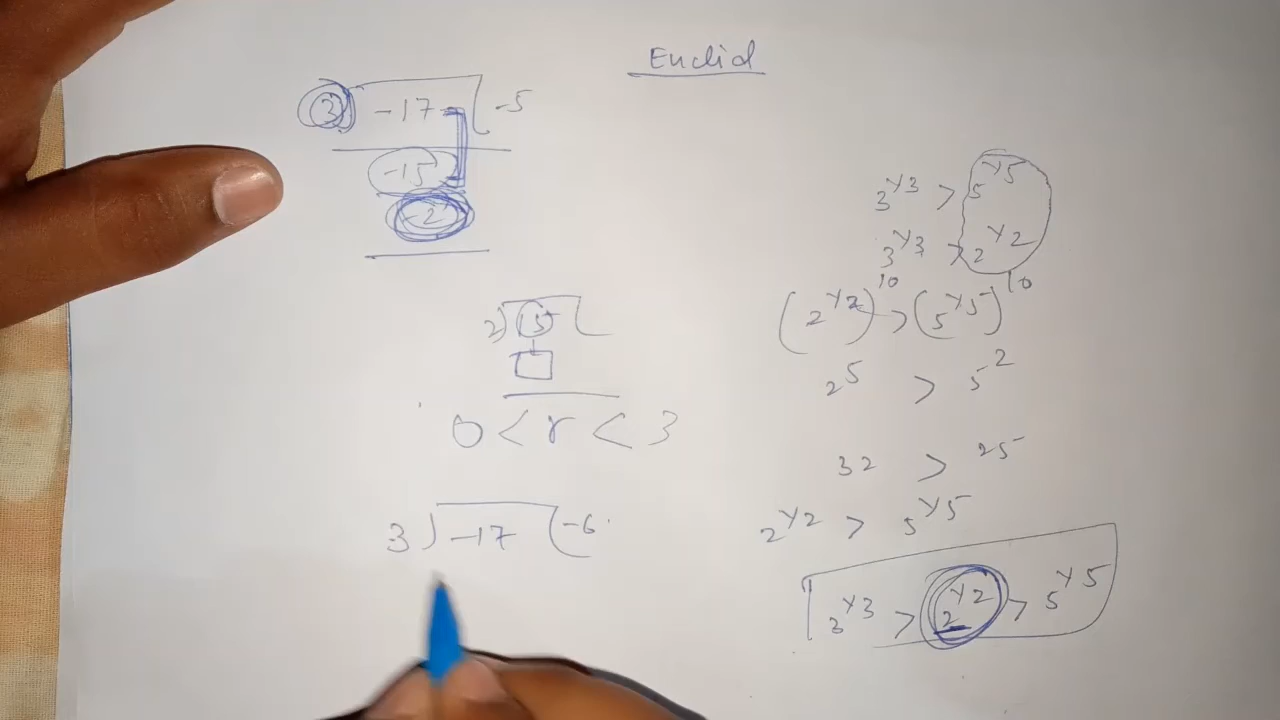 Euclid
3) -17 ( -5
-15
-2
2) 15 (
0 < r < 3
3) -17 ( -6
3^1/3 > 5^1/5
3^1/3 > 2^1/2
(2^1/2)^10 > (5^1/5)^10
2^5 > 5^2
32 > 25
2^1/2 > 5^1/5
3^1/3 > 2^1/2 > 5^1/5